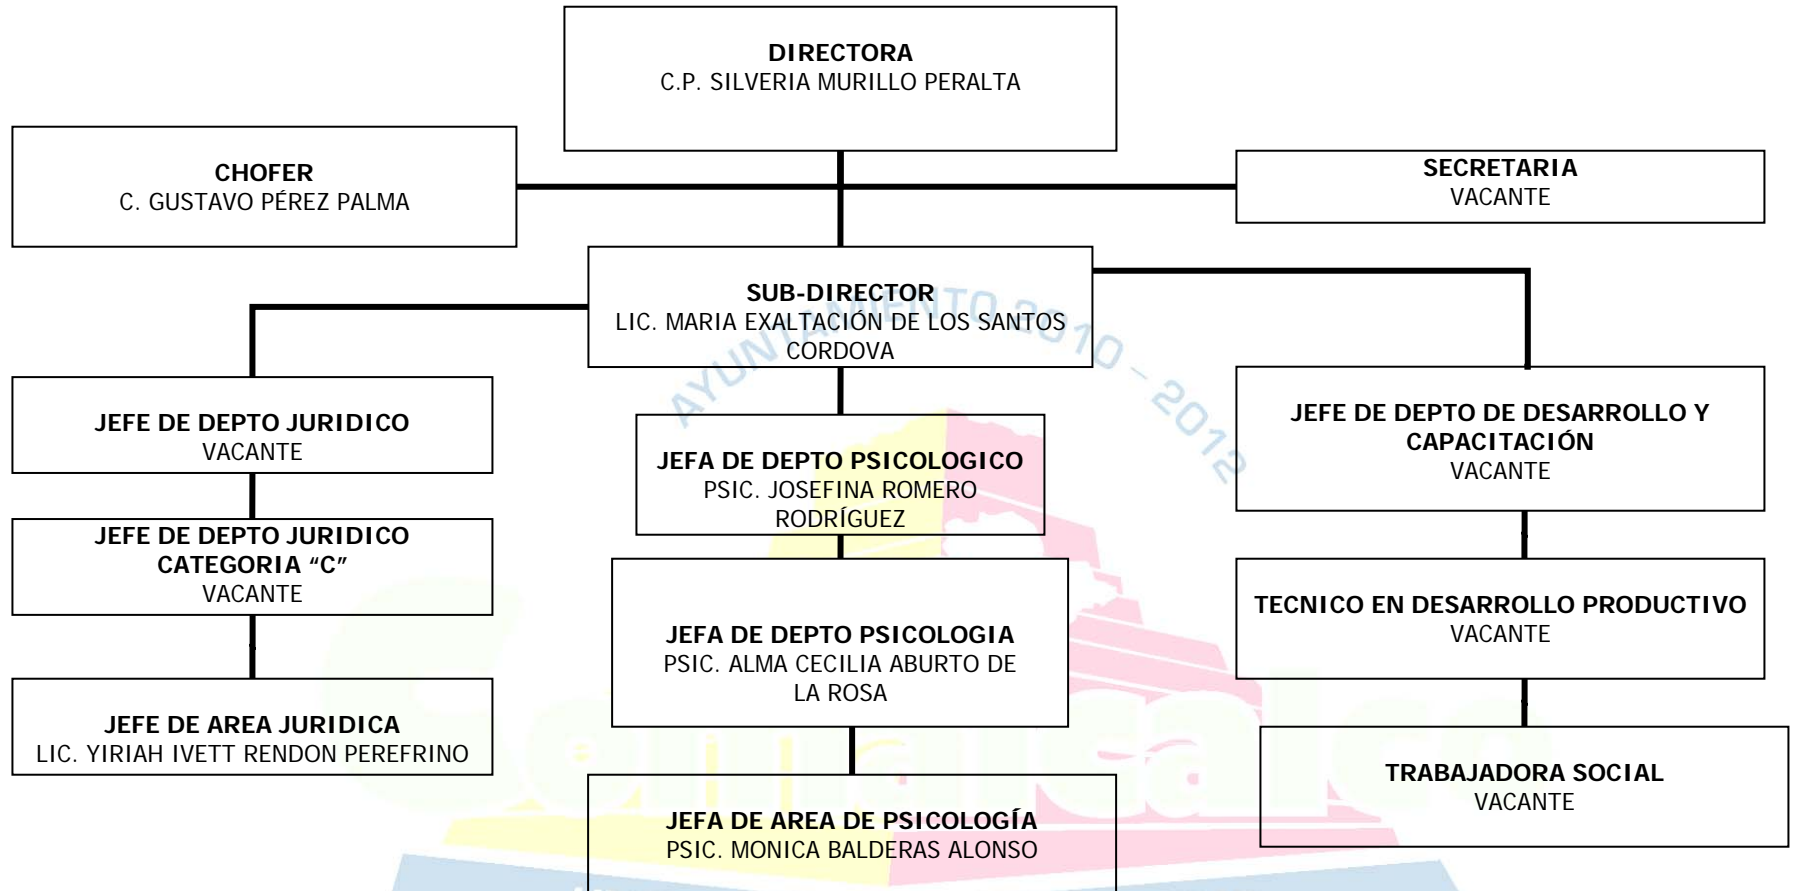 DIRECTORA
C.P. SILVERIA MURILLO PERALTA
CHOFER
C. GUSTAVO PÉREZ PALMA
SECRETARIA
VACANTE
SUB-DIRECTOR
LIC. MARIA EXALTACIÓN DE LOS SANTOS
CORDOVA
AYUNTAMIENTO 2010 - 2012
JEFE DE DEPTO JURIDICO
VACANTE
JEFA DE DEPTO PSICOLOGICO
PSIC. JOSEFINA ROMERO
RODRÍGUEZ
JEFE DE DEPTO DE DESARROLLO Y
CAPACITACIÓN
VACANTE
JEFE DE DEPTO JURIDICO
CATEGORIA “C”
VACANTE
JEFA DE DEPTO PSICOLOGIA
PSIC. ALMA CECILIA ABURTO DE
LA ROSA
TECNICO EN DESARROLLO PRODUCTIVO
VACANTE
JEFE DE AREA JURIDICA
LIC. YIRIAH IVETT RENDON PEREFRINO
TRABAJADORA SOCIAL
VACANTE
JEFA DE AREA DE PSICOLOGÍA
PSIC. MONICA BALDERAS ALONSO
Comalcalco